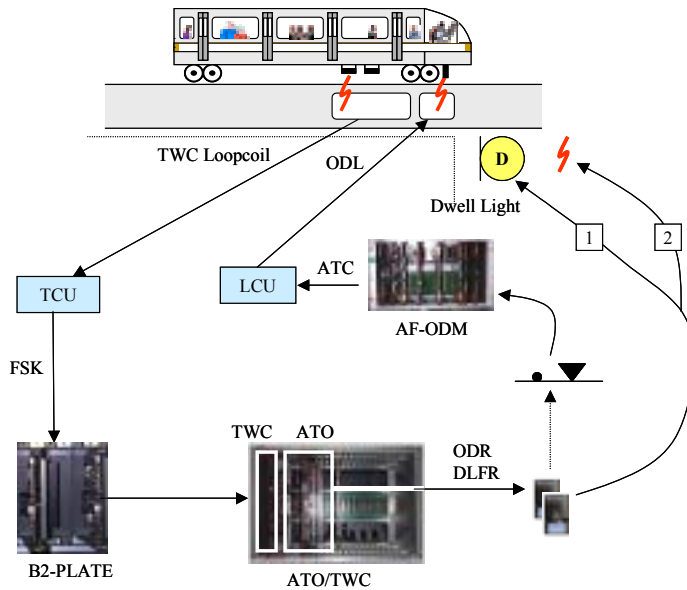 TWC Loopcoil
ODL
D
Dwell Light
1
2
TCU
LCU
ATC
AF-ODM
FSK
TWC
ATO
ODR
DLFR
B2-PLATE
ATO/TWC